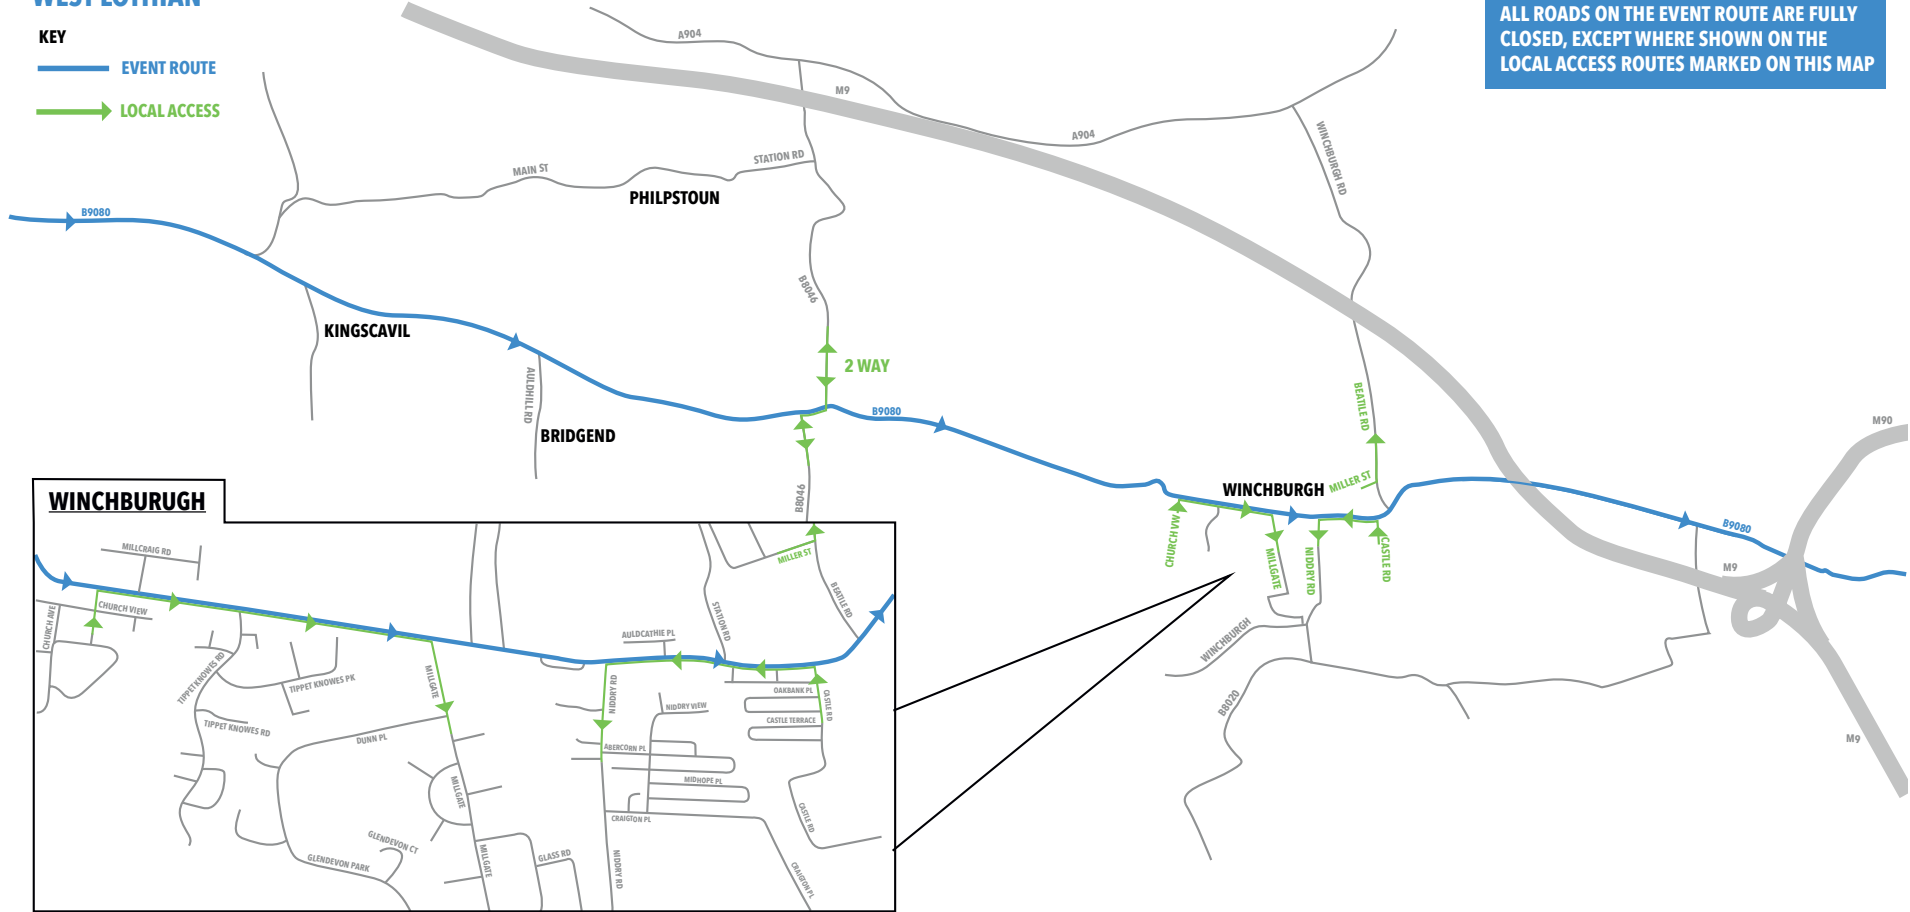 WEST LOTHIAN
KEY
EVENT ROUTE
LOCAL ACCESS
ALL ROADS ON THE EVENT ROUTE ARE FULLY
CLOSED, EXCEPT WHERE SHOWN ON THE
LOCAL ACCESS ROUTES MARKED ON THIS MAP
A904
M9
A904
WINCHBURGH RD
MAIN ST
STATION RD
PHILPSTOUN
B9080
B8046
KINGSCAVIL
2 WAY
AULDHILL RD
BRIDGEND
B9080
BEATILE RD
M90
B8046
WINCHBURGH
MILLER ST
CHURCH VW
MILLGATE
NIDDRY RD
CASTLE RD
B9080
M9
WINCHBURGH
B8020
M9
WINCHBURUGH
MILLCRAIG RD
CHURCH AVE
CHURCH VIEW
MILLER ST
BEATILE RD
STATION RD
AULDCATHIE PL
TIPPET KNOWES RD
TIPPET KNOWES PK
MILLGATE
NIDDRY RD
OAKBANK PL
CASTLE RD
NIDDRY VIEW
CASTLE TERRACE
TIPPET KNOWES RD
DUNN PL
ABERCORN PL
MIDHOPE PL
MILLGATE
CRAIGTON PL
CASTLE RD
GLENDEVON CT
GLENDEVON PARK
MILLGATE
GLASS RD
NIDDRY RD
CRAIGTON PL